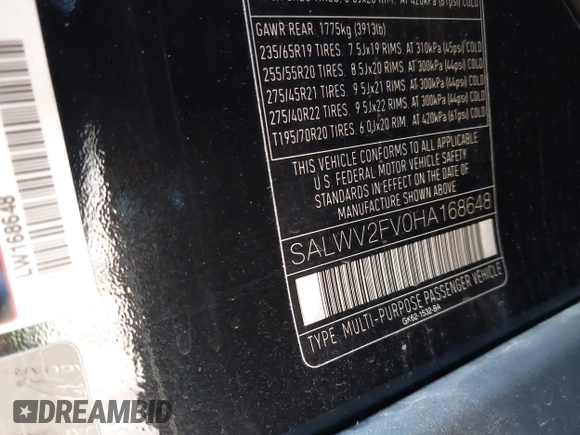 420kPa (61psi) COLD
GAWR REAR 1775kg (3913lb)
235/65R19 TIRES. 7.5Jx19 RIMS. AT 310kPa (45psi) COLD
255/55R20 TIRES. 8.5Jx20 RIMS. AT 300kPa (44psi) COLD
275/45R21 TIRES. 9.5Jx21 RIMS. AT 300kPa (44psi) COLD
275/40R22 TIRES. 9.5Jx22 RIMS. AT 300kPa (44psi) COLD
T195/70R20 TIRES. 6.0Jx20 RIM. AT 420kPa (61psi) COLD
THIS VEHICLE CONFORMS TO ALL APPLICABLE
U.S. FEDERAL MOTOR VEHICLE SAFETY
STANDARDS IN EFFECT ON THE DATE OF
MANUFACTURE SHOWN ABOVE.
SALWV2FV0HA168648
TYPE MULTI-PURPOSE PASSENGER VEHICLE
GK52-1532-BA
LW168648
DREAMBID